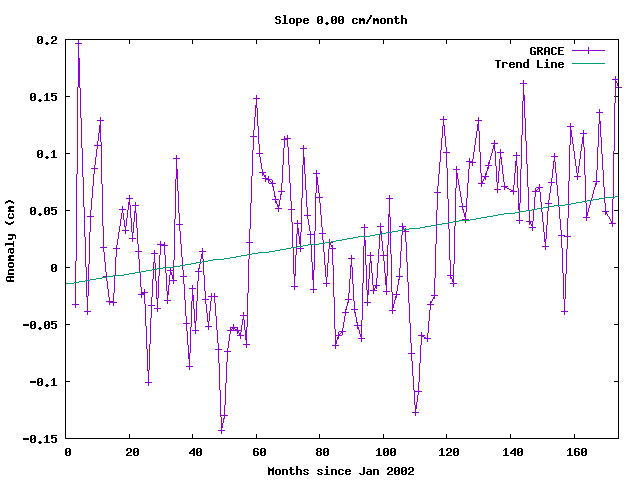 Slope 0.00 cm/month
GRACE
Trend Line
0.2
0.15
0.1
0.05
0
-0.05
-0.1
-0.15
Anomaly (cm)
0 20 40 60 80 100 120 140 160
Months since Jan 2002